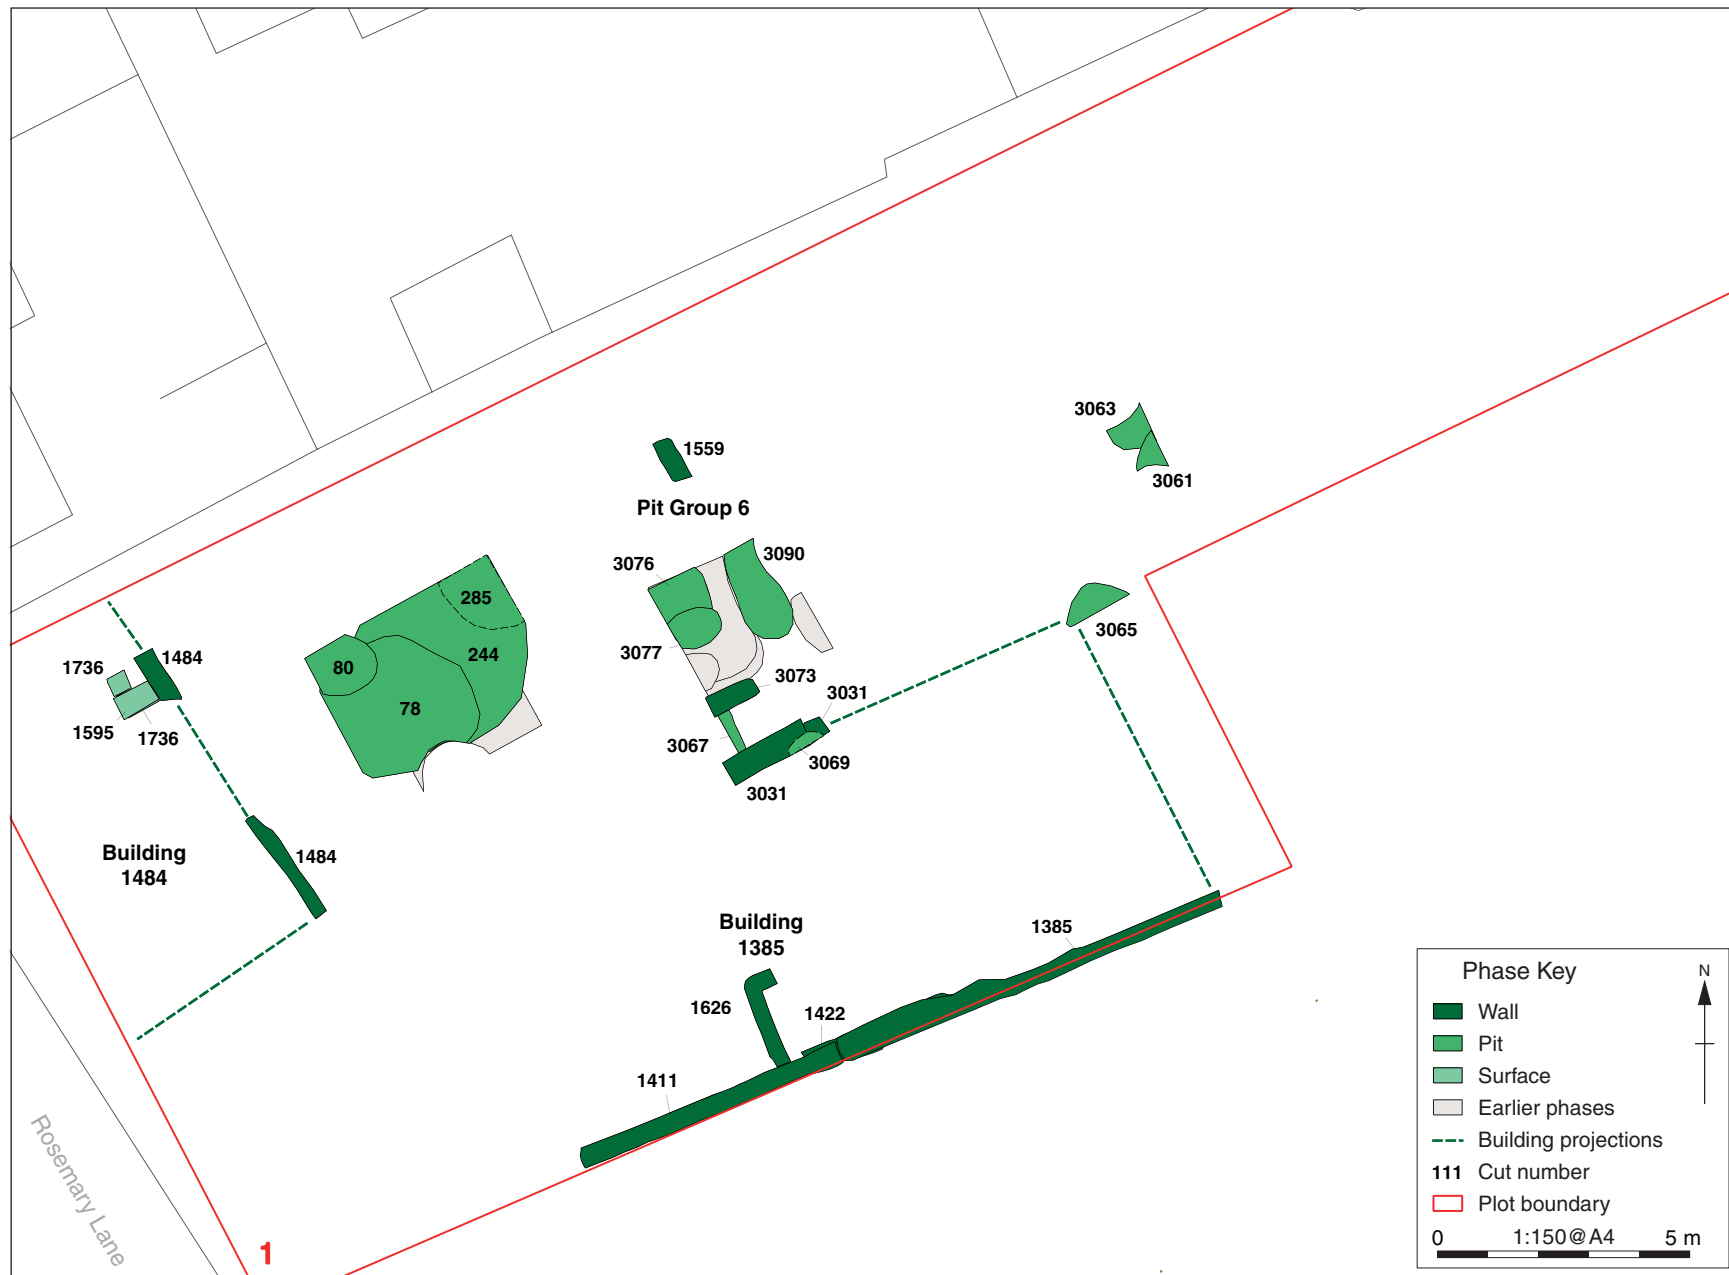 3063
3061
1559
Pit Group 6
3090
3076
285
3065
3077
244
1736
1484
80
3073
3031
78
1595
1736
3067
3069
3031
Building
1484
1484
Building
1385
1385
1626
1422
1411
Rosemary Lane
1
Phase Key
N
Wall
Pit
Surface
Earlier phases
Building projections
111 Cut number
Plot boundary
0 1:150@A4 5 m